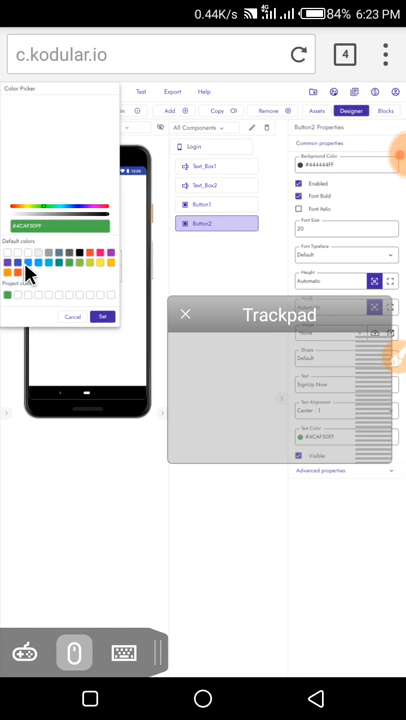 0.44K/s 4G 84% 6:23 PM
c.kodular.io 4
Color Picker
Test Export Help
in Add Copy Remove Assets Designer Blocks
All Components
Button2 Properties
Common properties
Login
Background Color
#444444FF
Text_Box1
Enabled
Text_Box2
Font Bold
Button1
Font Italic
Button2
Font Size
20
#4CAF50FF
Default colors
Font Typeface
Default
Height
Automatic
Automatic
Trackpad
None
Cancel Set
Shape
Default
Text
SignUp Now
Text Alignment
Center : 1
Text Color
#4CAF50FF
Visible
Advanced properties